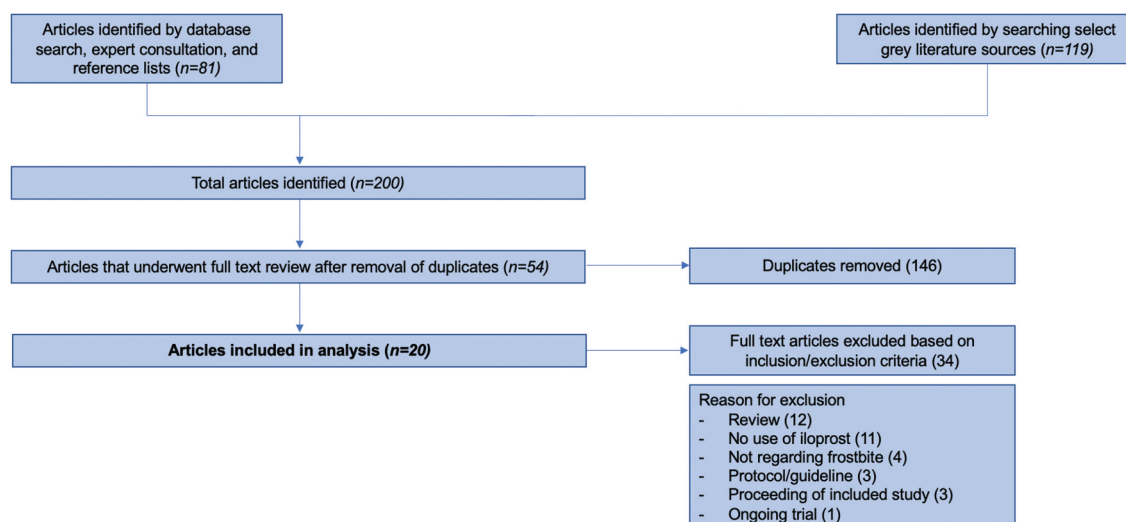 Articles identified by database
search, expert consultation, and
reference lists (n=81)
Articles identified by searching select
grey literature sources (n=119)
Total articles identified (n=200)
Articles that underwent full text review after removal of duplicates (n=54)
Duplicates removed (146)
Articles included in analysis (n=20)
Full text articles excluded based on
inclusion/exclusion criteria (34)
Reason for exclusion
- Review (12)
- No use of iloprost (11)
- Not regarding frostbite (4)
- Protocol/guideline (3)
- Proceeding of included study (3)
- Ongoing trial (1)